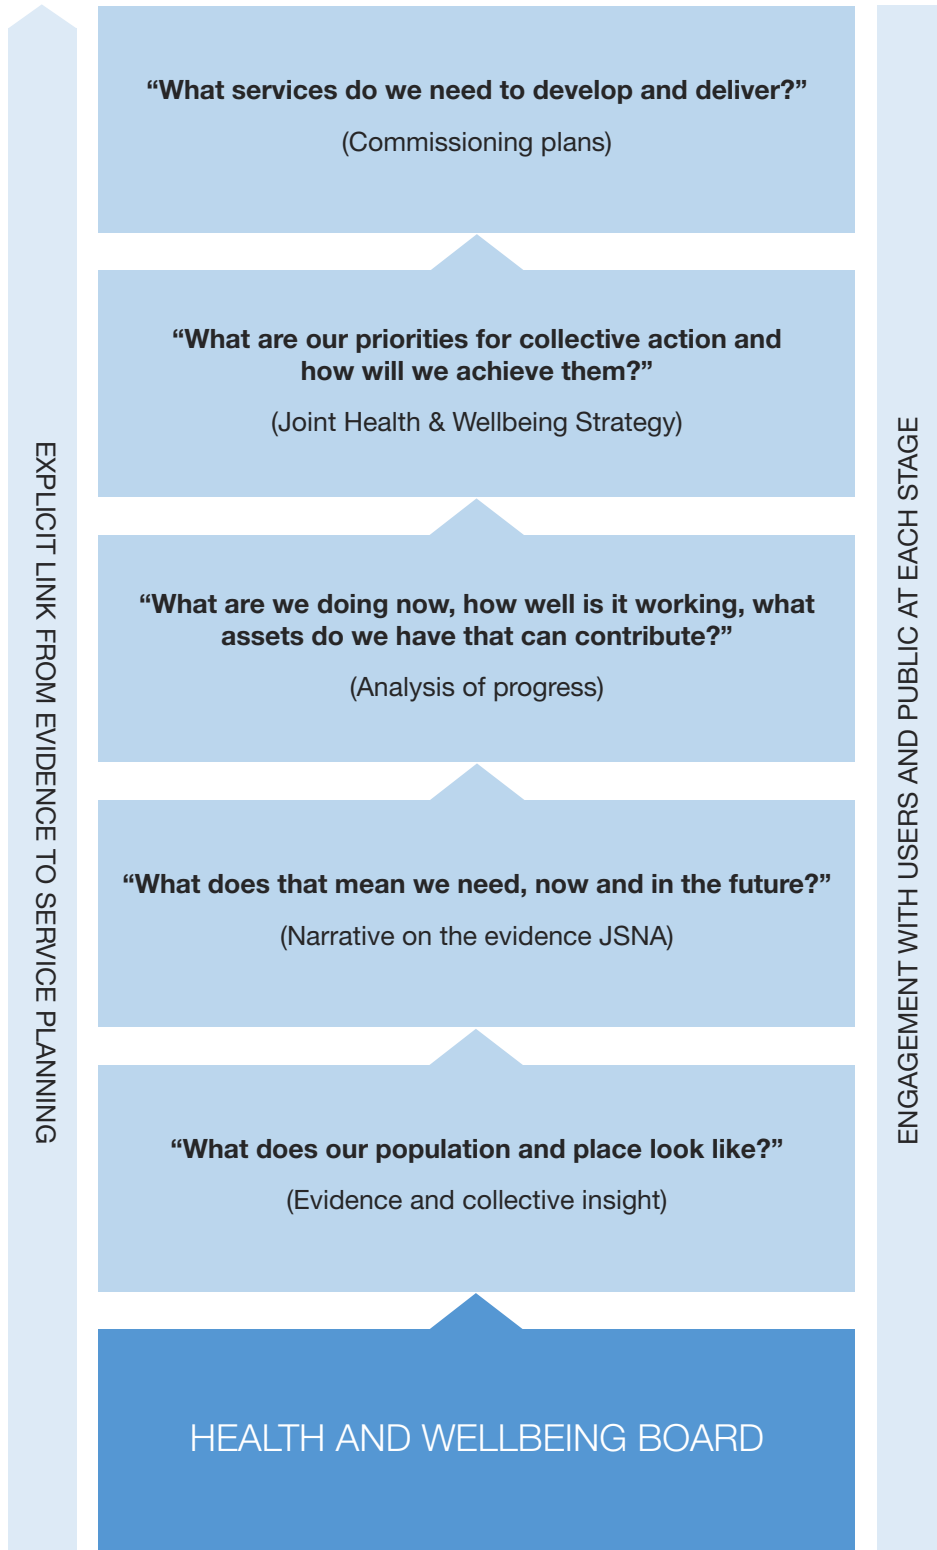 “What services do we need to develop and deliver?”
(Commissioning plans)
“What are our priorities for collective action and
how will we achieve them?”
(Joint Health & Wellbeing Strategy)
“What are we doing now, how well is it working, what
assets do we have that can contribute?”
(Analysis of progress)
“What does that mean we need, now and in the future?”
(Narrative on the evidence JSNA)
“What does our population and place look like?”
(Evidence and collective insight)
HEALTH AND WELLBEING BOARD
EXPLICIT LINK FROM EVIDENCE TO SERVICE PLANNING
ENGAGEMENT WITH USERS AND PUBLIC AT EACH STAGE